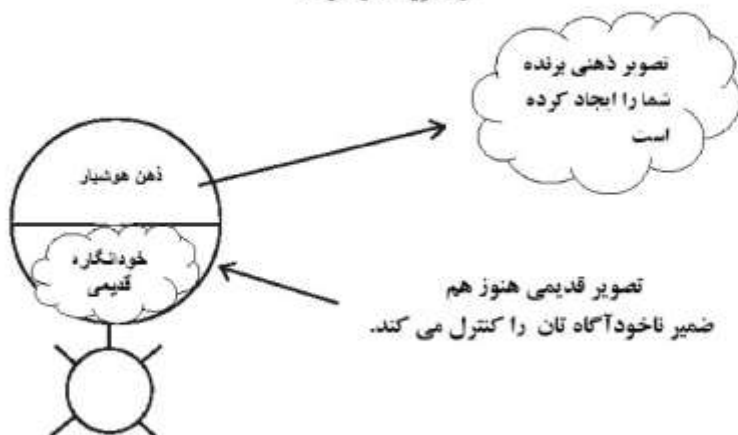 تصویر ذهنی برنده
شما را ایجاد کرده
است
ذهن هوشیار
خودانگاره
قدیمی
تصویر قدیمی هنوز هم
ضمیر ناخودآگاه تان را کنترل می کند.